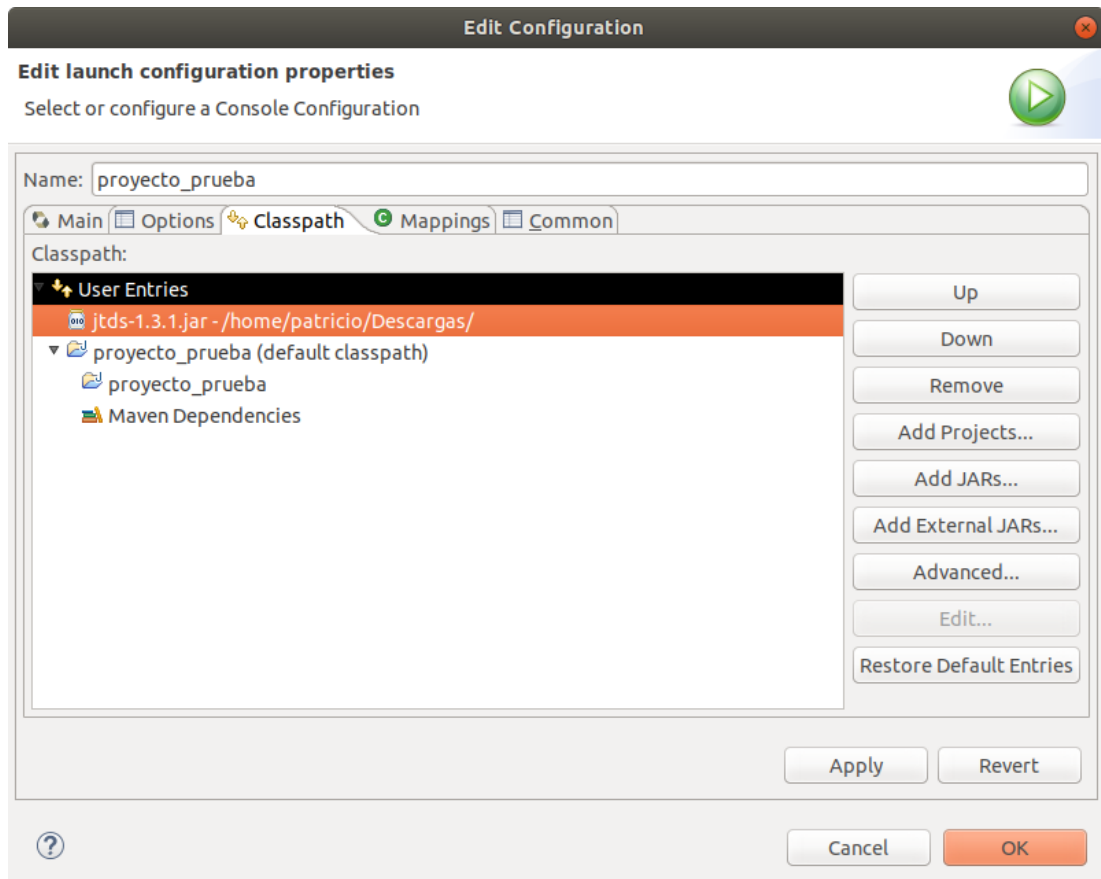 Edit Configuration
Edit launch configuration properties
Select or configure a Console Configuration
Name: proyecto_prueba
Main Options Classpath Mappings Common
Classpath:
User Entries
jtds-1.3.1.jar - /home/patricio/Descargas/
proyecto_prueba (default classpath)
proyecto_prueba
Maven Dependencies
Up
Down
Remove
Add Projects...
Add JARs...
Add External JARs...
Advanced...
Edit...
Restore Default Entries
Apply Revert
Cancel OK